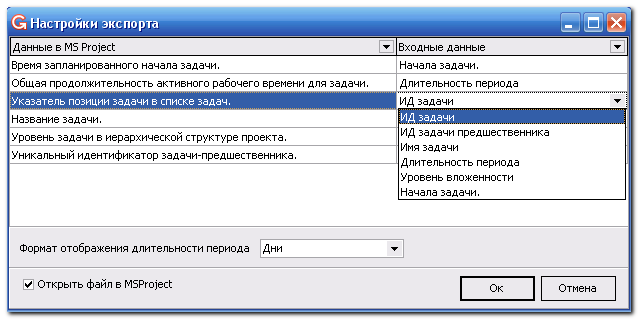 Настройки экспорта
Данные в MS Project Входные данные
Время запланированного начала задачи. Начала задачи.
Общая продолжительность активного рабочего времени для задачи. Длительность периода
Указатель позиции задачи в списке задач. ИД задачи
Название задачи. ИД задачи
Уровень задачи в иерархической структуре проекта. ИД задачи предшественника
Уникальный идентификатор задачи-предшественника. Имя задачи
Длительность периода
Уровень вложенности
Начала задачи.
Формат отображения длительности периода Дни
Открыть файл в MSProject Ок Отмена